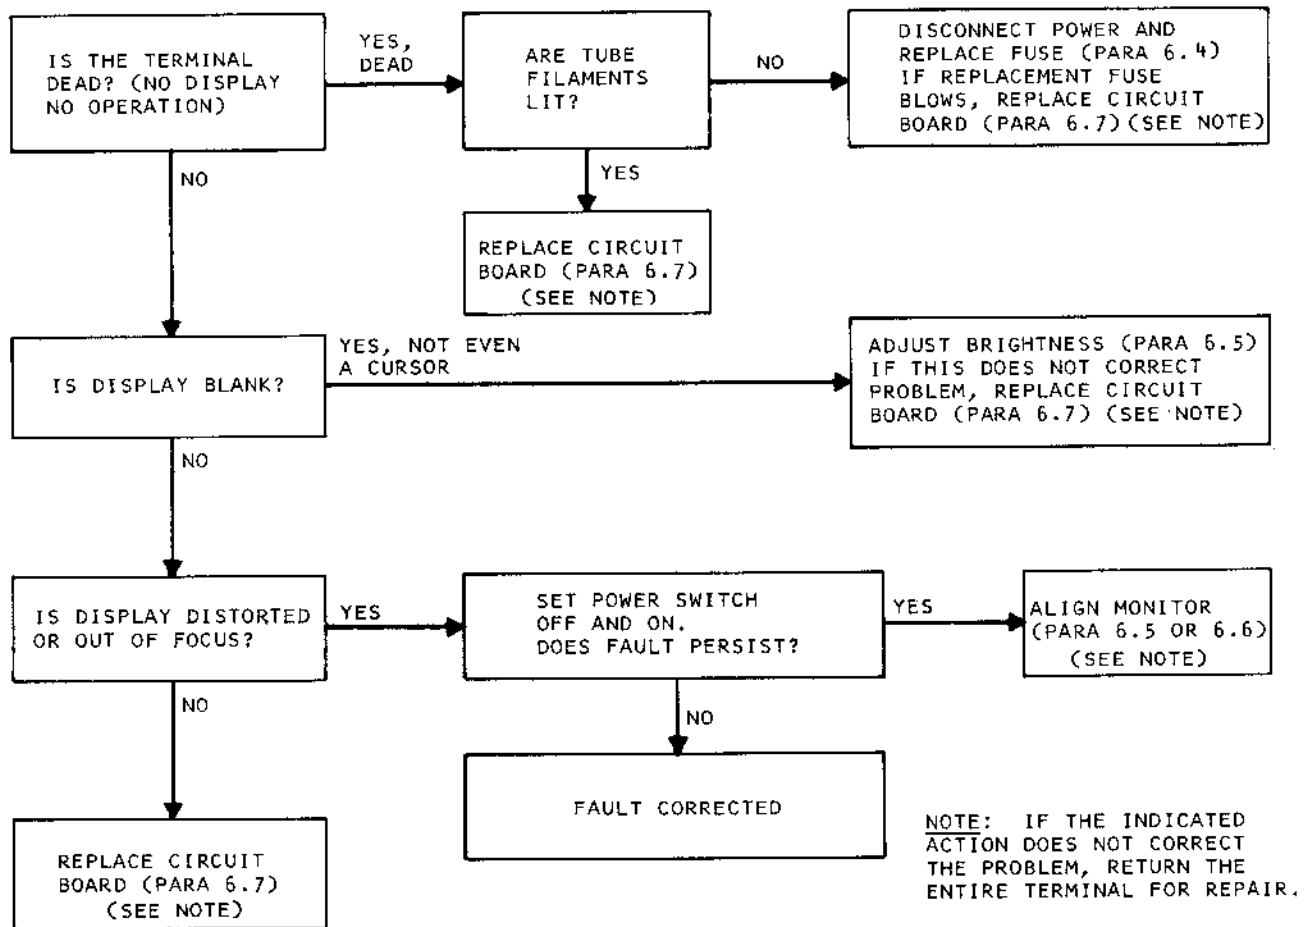 IS THE TERMINAL
DEAD? (NO DISPLAY
NO OPERATION)
YES,
DEAD
ARE TUBE
FILAMENTS
LIT?
NO
DISCONNECT POWER AND
REPLACE FUSE (PARA 6.4)
IF REPLACEMENT FUSE
BLOWS, REPLACE CIRCUIT
BOARD (PARA 6.7) (SEE NOTE)
NO
YES
REPLACE CIRCUIT
BOARD (PARA 6.7)
(SEE NOTE)
IS DISPLAY BLANK?
YES, NOT EVEN
A CURSOR
ADJUST BRIGHTNESS (PARA 6.5)
IF THIS DOES NOT CORRECT
PROBLEM, REPLACE CIRCUIT
BOARD (PARA 6.7) (SEE NOTE)
NO
IS DISPLAY DISTORTED
OR OUT OF FOCUS?
YES
SET POWER SWITCH
OFF AND ON.
DOES FAULT PERSIST?
YES
ALIGN MONITOR
(PARA 6.5 OR 6.6)
(SEE NOTE)
NO
NO
FAULT CORRECTED
REPLACE CIRCUIT
BOARD (PARA 6.7)
(SEE NOTE)
NOTE: IF THE INDICATED
ACTION DOES NOT CORRECT
THE PROBLEM, RETURN THE
ENTIRE TERMINAL FOR REPAIR.